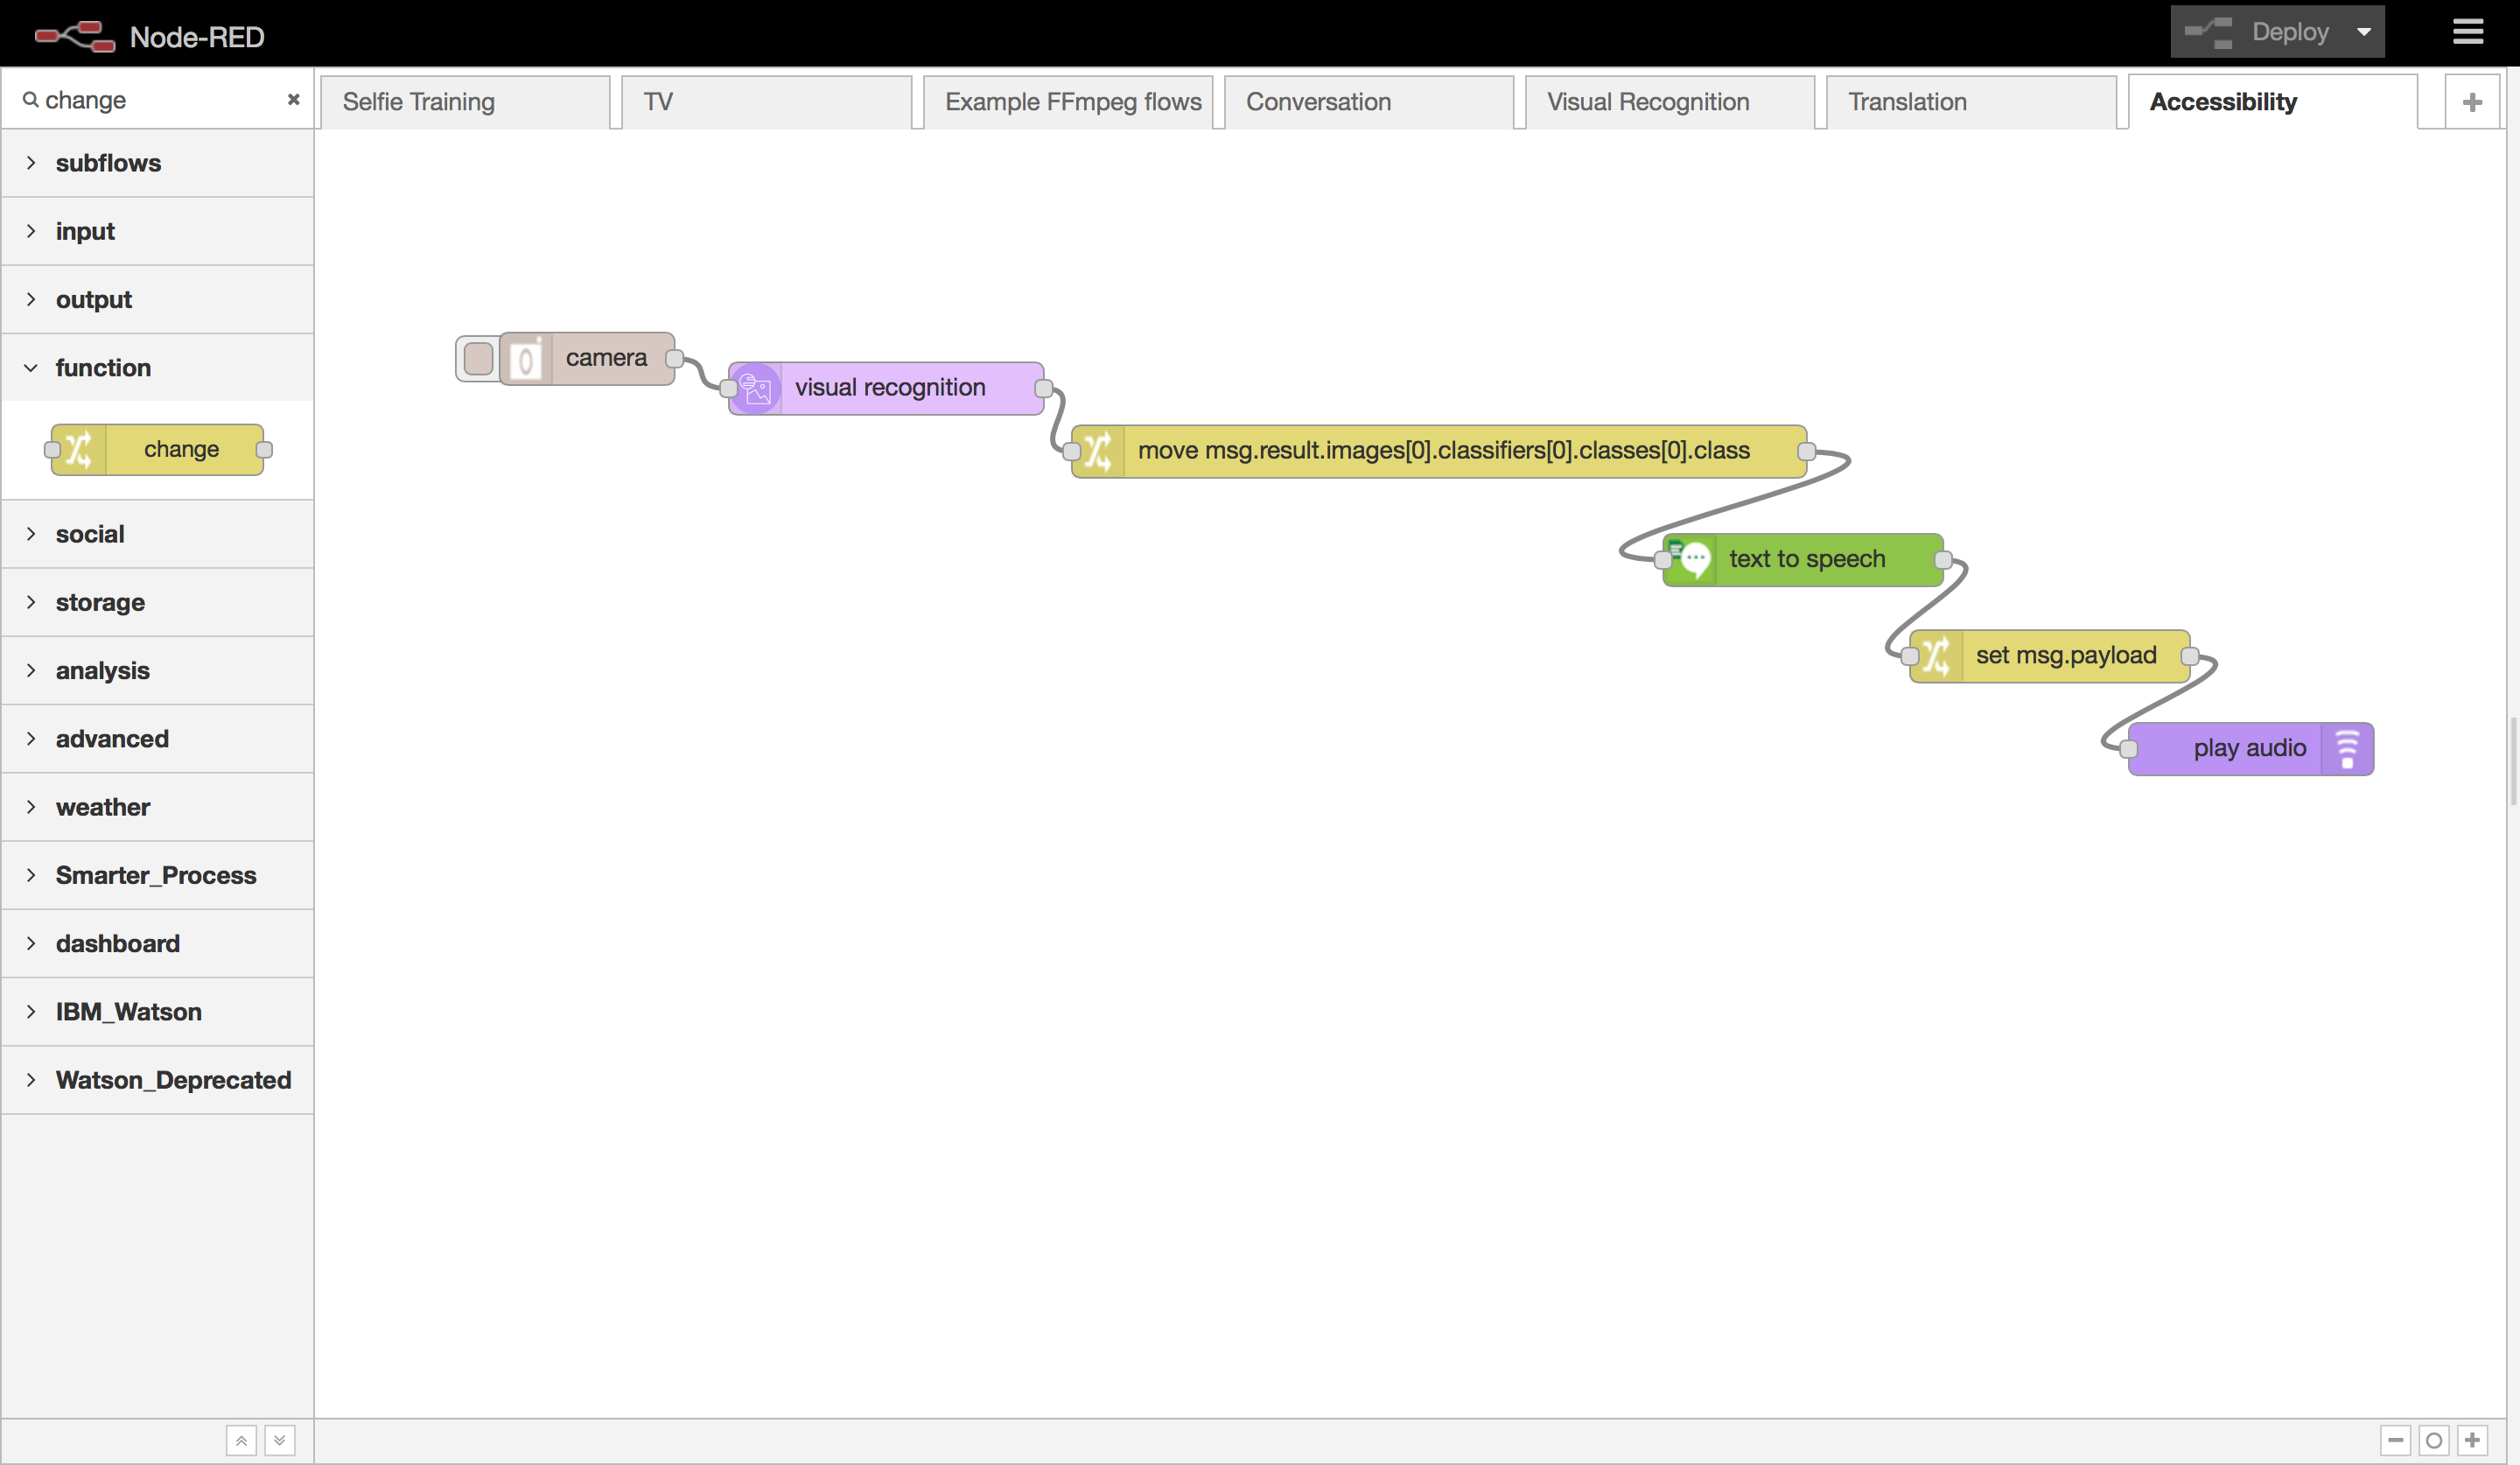 Node-RED
Deploy
change
Selfie Training
TV
Example FFmpeg flows
Conversation
Visual Recognition
Translation
Accessibility
subflows
input
output
function
change
social
storage
analysis
advanced
weather
Smarter_Process
dashboard
IBM_Watson
Watson_Deprecated
camera
visual recognition
move msg.result.images[0].classifiers[0].classes[0].class
text to speech
set msg.payload
play audio